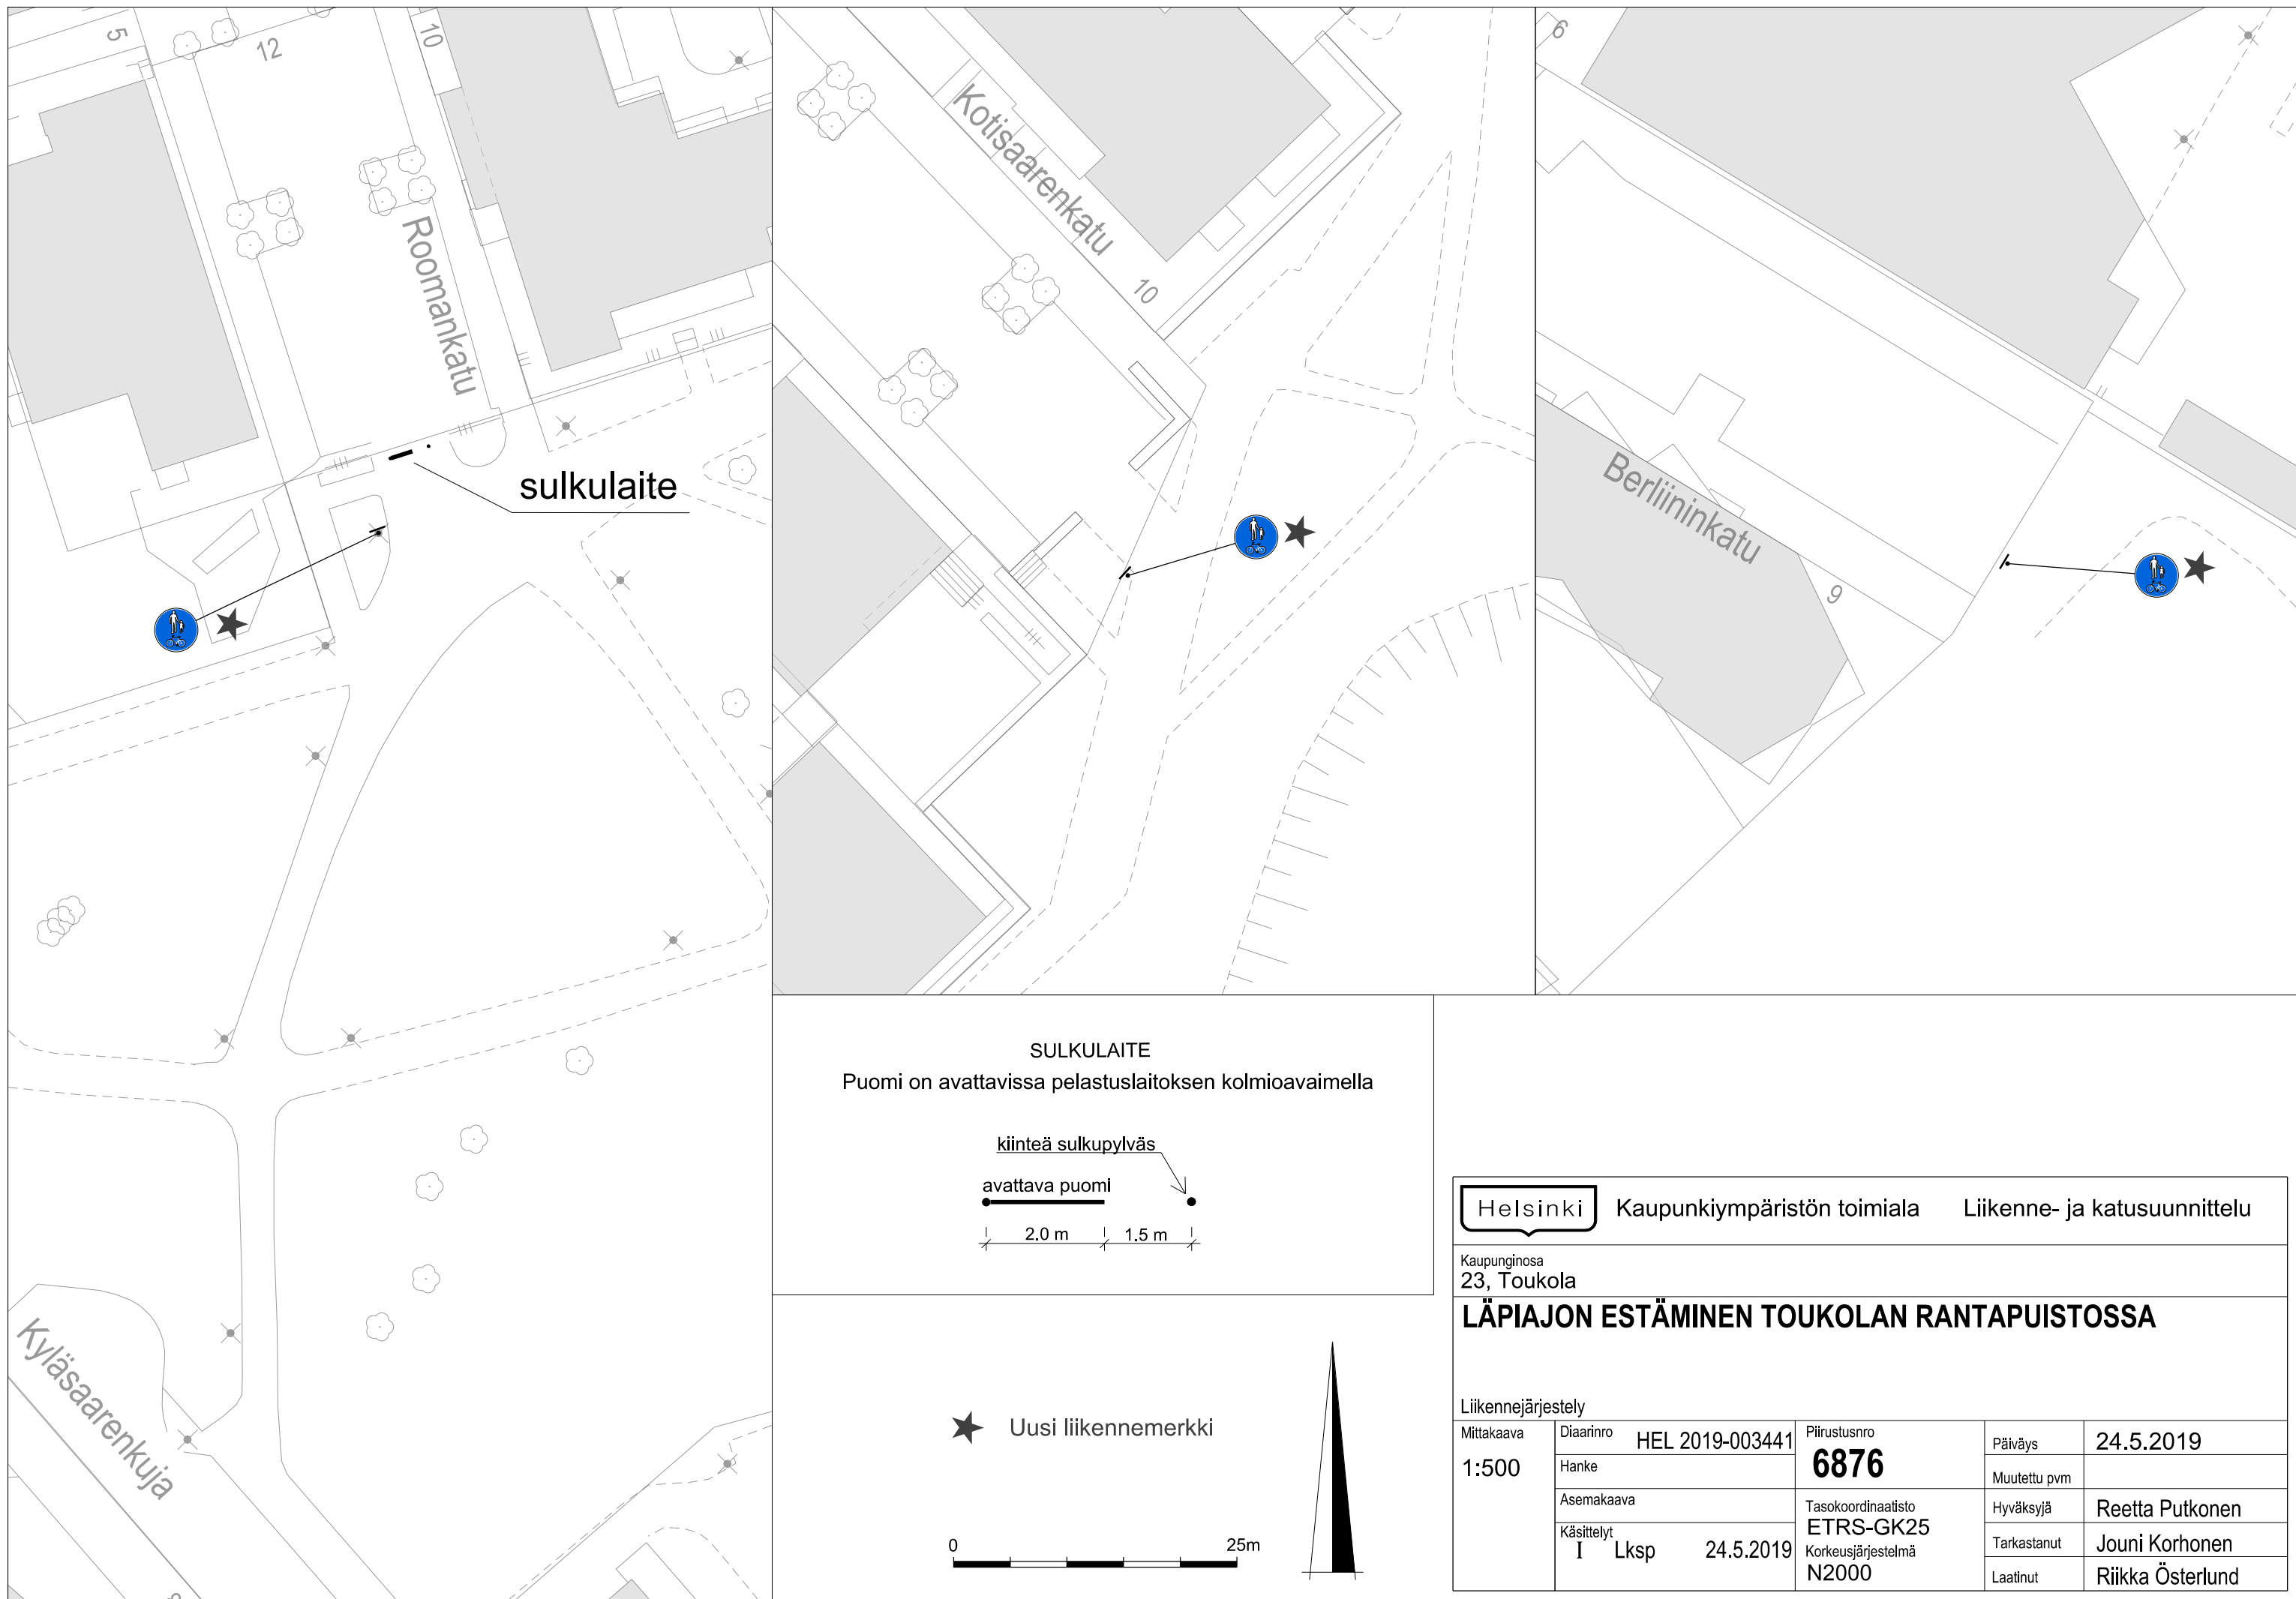 5
12
10
Roomankatu
sulkulaite
Kyläsaarenkuja
Kotisaarenkatu
10
6
Berliininkatu
9
SULKULAITE
Puomi on avattavissa pelastuslaitoksen kolmioavaimella
kiinteä sulkupylväs
avattava puomi
2.0 m
1.5 m
Uusi liikennemerkki
0
25m
Helsinki
Kaupunkiympäristön toimiala
Liikenne- ja katusuunnittelu
Kaupunginosa
23, Toukola
LÄPIAJON ESTÄMINEN TOUKOLAN RANTAPUISTOSSA
Liikennejärjestely
Mittakaava
1:500
Diaarinro
HEL 2019-003441
Hanke
Asemakaava
Käsittelyt
I Lksp 24.5.2019
Piirustusnro
6876
Tasokoordinaatisto
ETRS-GK25
Korkeusjärjestelmä
N2000
Päiväys 24.5.2019
Muutettu pvm
Hyväksyjä Reetta Putkonen
Tarkastanut Jouni Korhonen
Laatinut Riikka Österlund